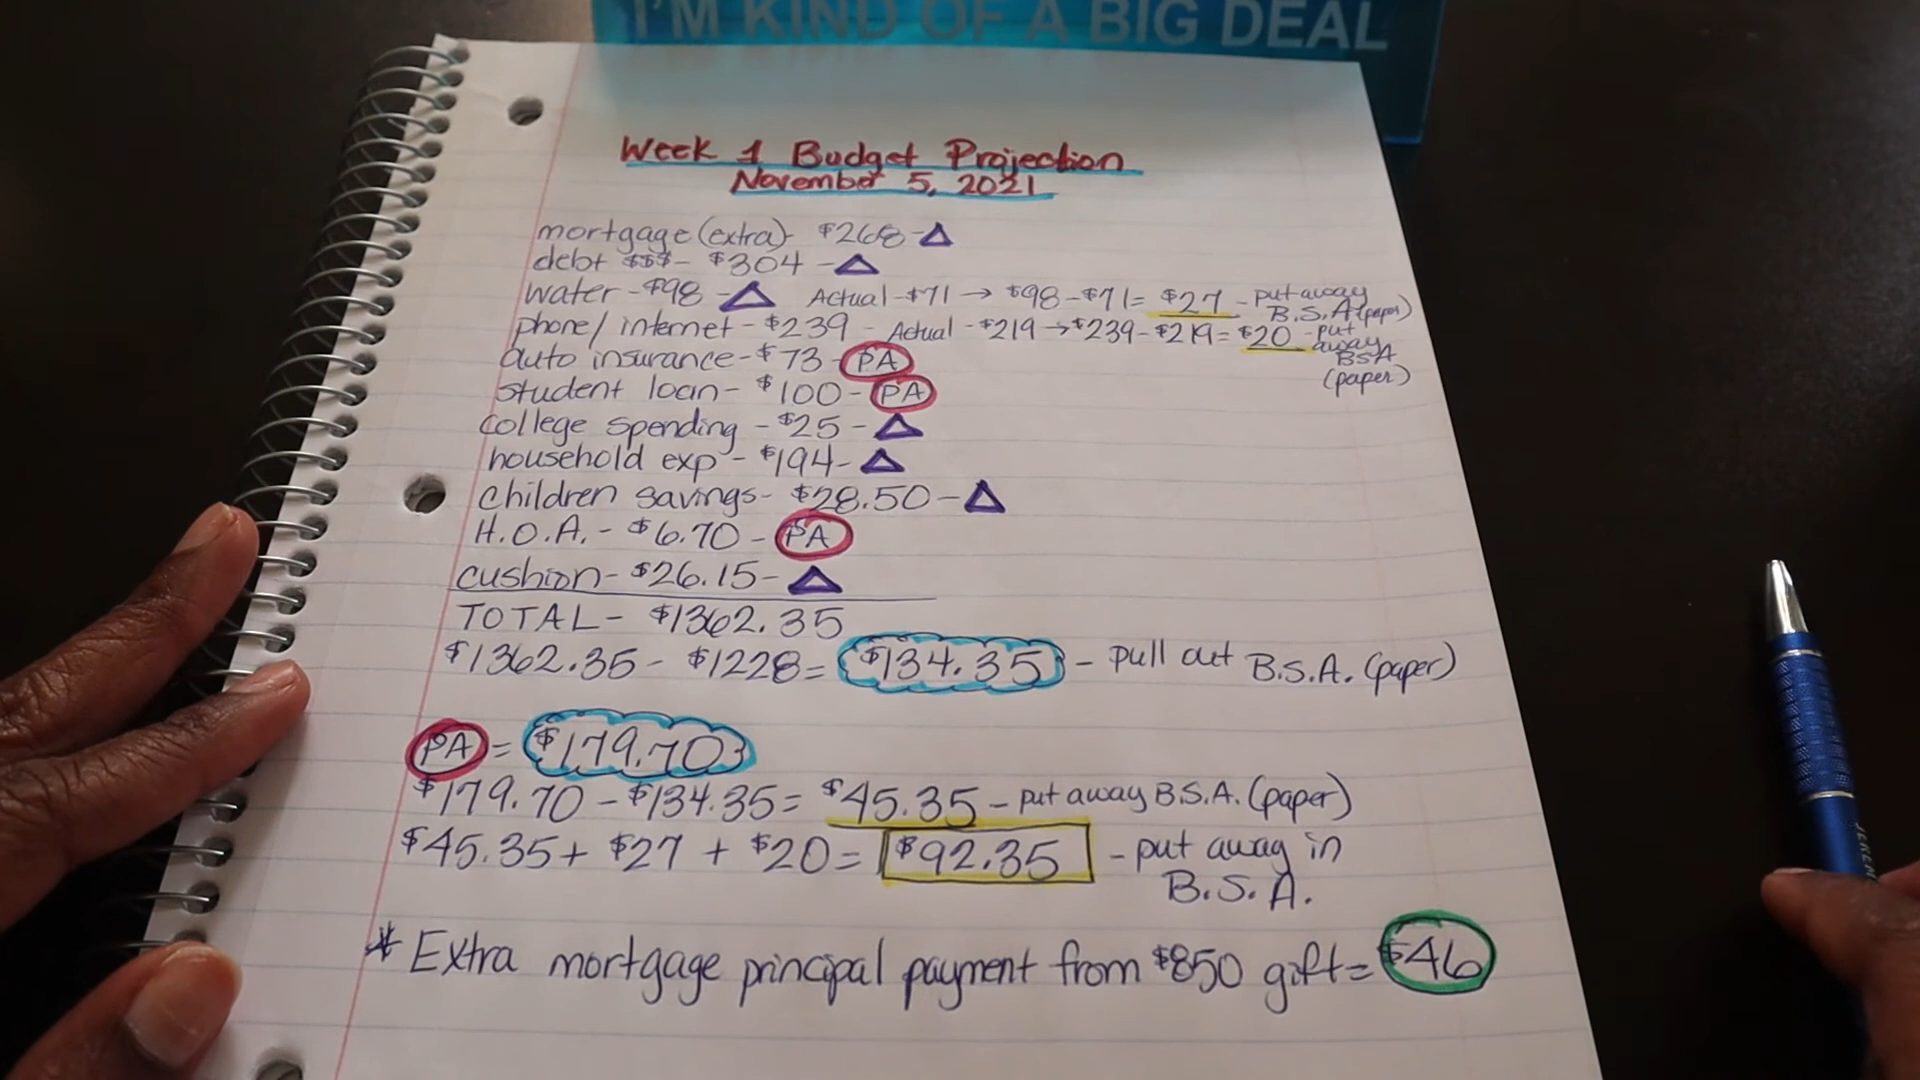 I'M KIND OF A BIG DEAL
Week 1 Budget Projection
November 5, 2021
mortgage (extra)- $268-△
debt $$$- $304 -△
water-$98-△ Actual-$71 → $98-$71= $27 - put away B.S.A (paper)
phone/internet-$239- Actual-$219→$239-$219=$20-put away BSA (paper)
auto insurance-$73-PA
student loan-$100-PA
college spending -$25-△
household exp-$194-△
children savings-$28.50-△
H.O.A.-$6.70-PA
cushion-$26.15-△
TOTAL- $1362.35
$1362.35- $1228= $134.35 - pull out B.S.A. (paper)
PA = $179.70
$179.70-$134.35= $45.35-put away B.S.A. (paper)
$45.35+ $27 + $20= $92.35 -put away in
B.S.A.
* Extra mortgage principal payment from $850 gift= $46